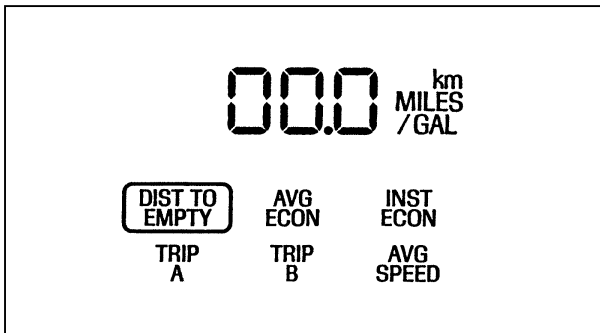 00.0 km
MILES
/GAL
DIST TO AVG INST
EMPTY ECON ECON
TRIP TRIP AVG
A B SPEED